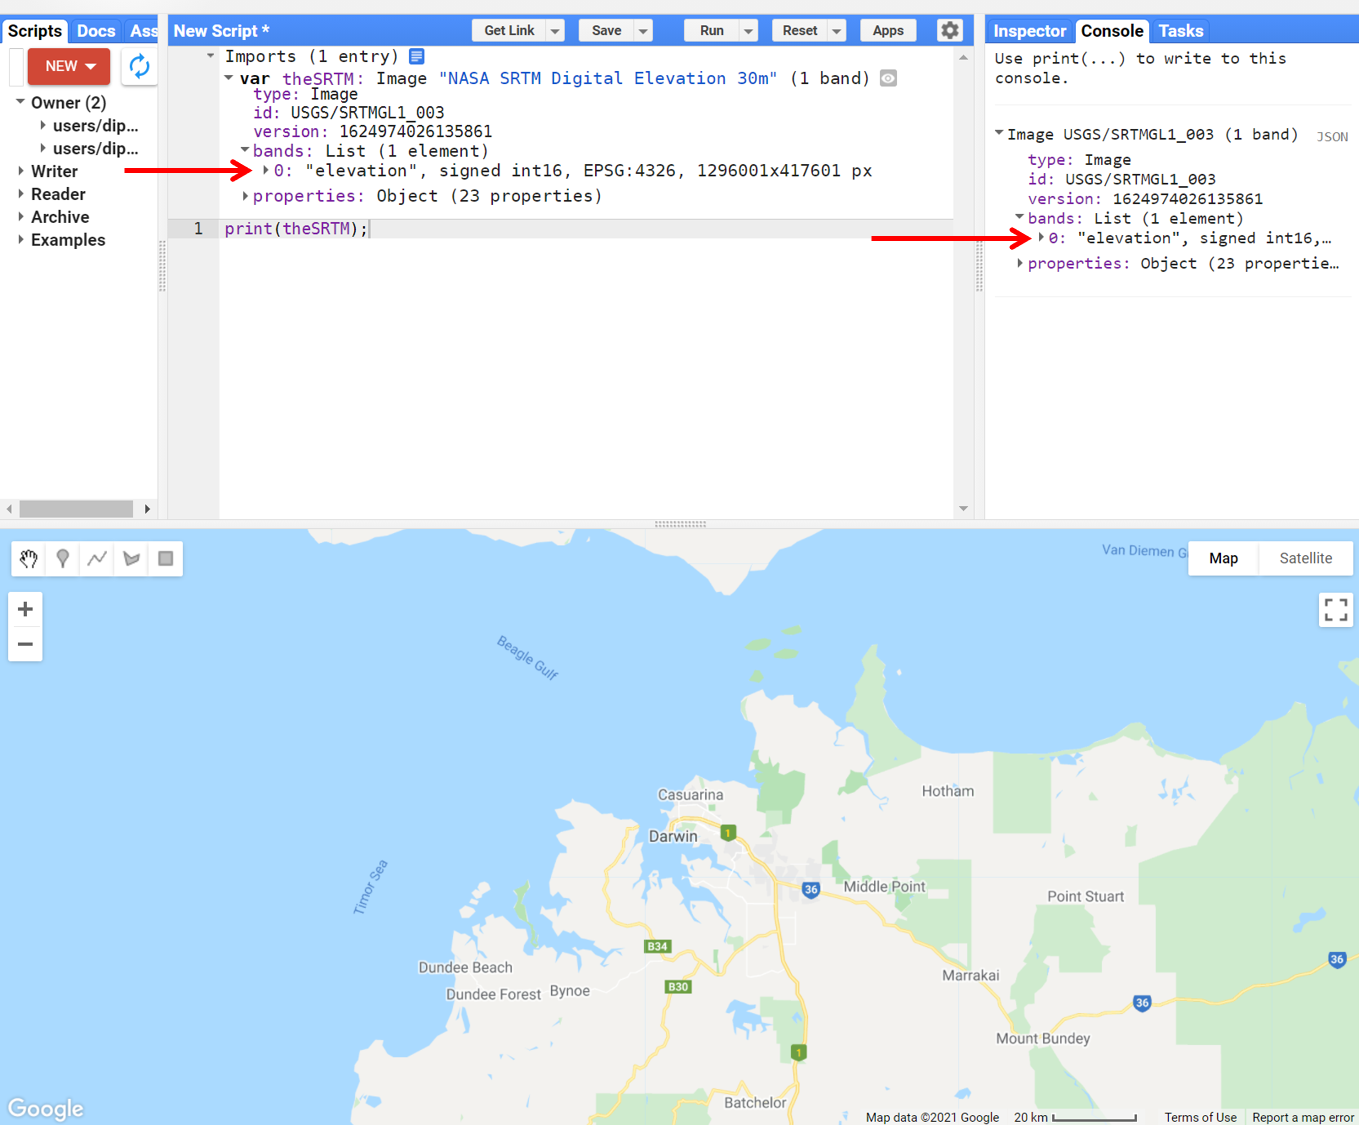 Scripts Docs Ass
NEW
Owner (2)
users/dip...
users/dip...
Writer
Reader
Archive
Examples
New Script *
Get Link
Save
Run
Reset
Apps
Imports (1 entry)
var theSRTM: Image "NASA SRTM Digital Elevation 30m" (1 band)
type: Image
id: USGS/SRTMGL1_003
version: 1624974026135861
bands: List (1 element)
0: "elevation", signed int16, EPSG:4326, 1296001x417601 px
properties: Object (23 properties)
1 print(theSRTM);
Inspector Console Tasks
Use print(...) to write to this
console.
Image USGS/SRTMGL1_003 (1 band) JSON
type: Image
id: USGS/SRTMGL1_003
version: 1624974026135861
bands: List (1 element)
0: "elevation", signed int16,…
properties: Object (23 propertie…
Van Diemen G
Map
Satellite
Beagle Gulf
Casuarina
Hotham
Darwin
1
Timor Sea
36
Middle Point
Point Stuart
B34
36
Dundee Beach
Marrakai
B30
Dundee Forest
Bynoe
36
Mount Bundey
1
Batchelor
Google
Map data ©2021 Google
20 km
Terms of Use
Report a map error